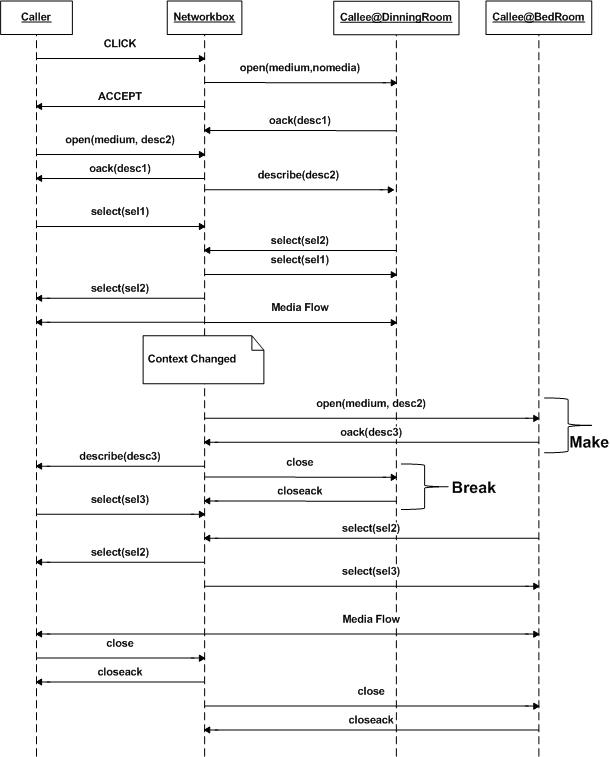 Caller
Networkbox
Callee@DinningRoom
Callee@BedRoom
CLICK
open(medium,nomedia)
ACCEPT
oack(desc1)
open(medium, desc2)
oack(desc1)
describe(desc2)
select(sel1)
select(sel2)
select(sel1)
select(sel2)
Media Flow
Context Changed
open(medium, desc2)
oack(desc3)
Make
describe(desc3)
close
closeack
Break
select(sel3)
select(sel2)
select(sel2)
select(sel3)
Media Flow
close
closeack
close
closeack